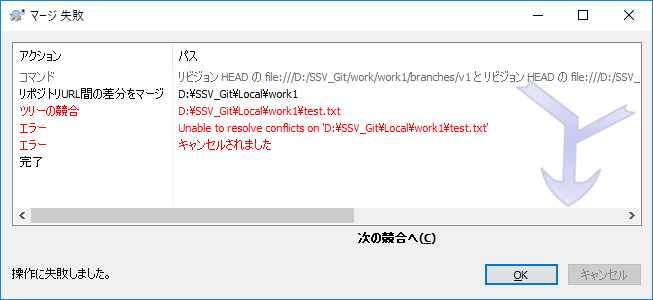 マージ 失敗
アクション パス
コマンド リビジョン HEAD の file:///D:/SSV_Git/work/work1/branches/v1とリビジョン HEAD の file:///D:/SSV_
リポジトリURL間の差分をマージ D:¥SSV_Git¥Local¥work1
ツリーの競合 D:¥SSV_Git¥Local¥work1¥test.txt
エラー Unable to resolve conflicts on 'D:¥SSV_Git¥Local¥work1¥test.txt'
エラー キャンセルされました
完了
次の競合へ(C)
操作に失敗しました。
OK キャンセル